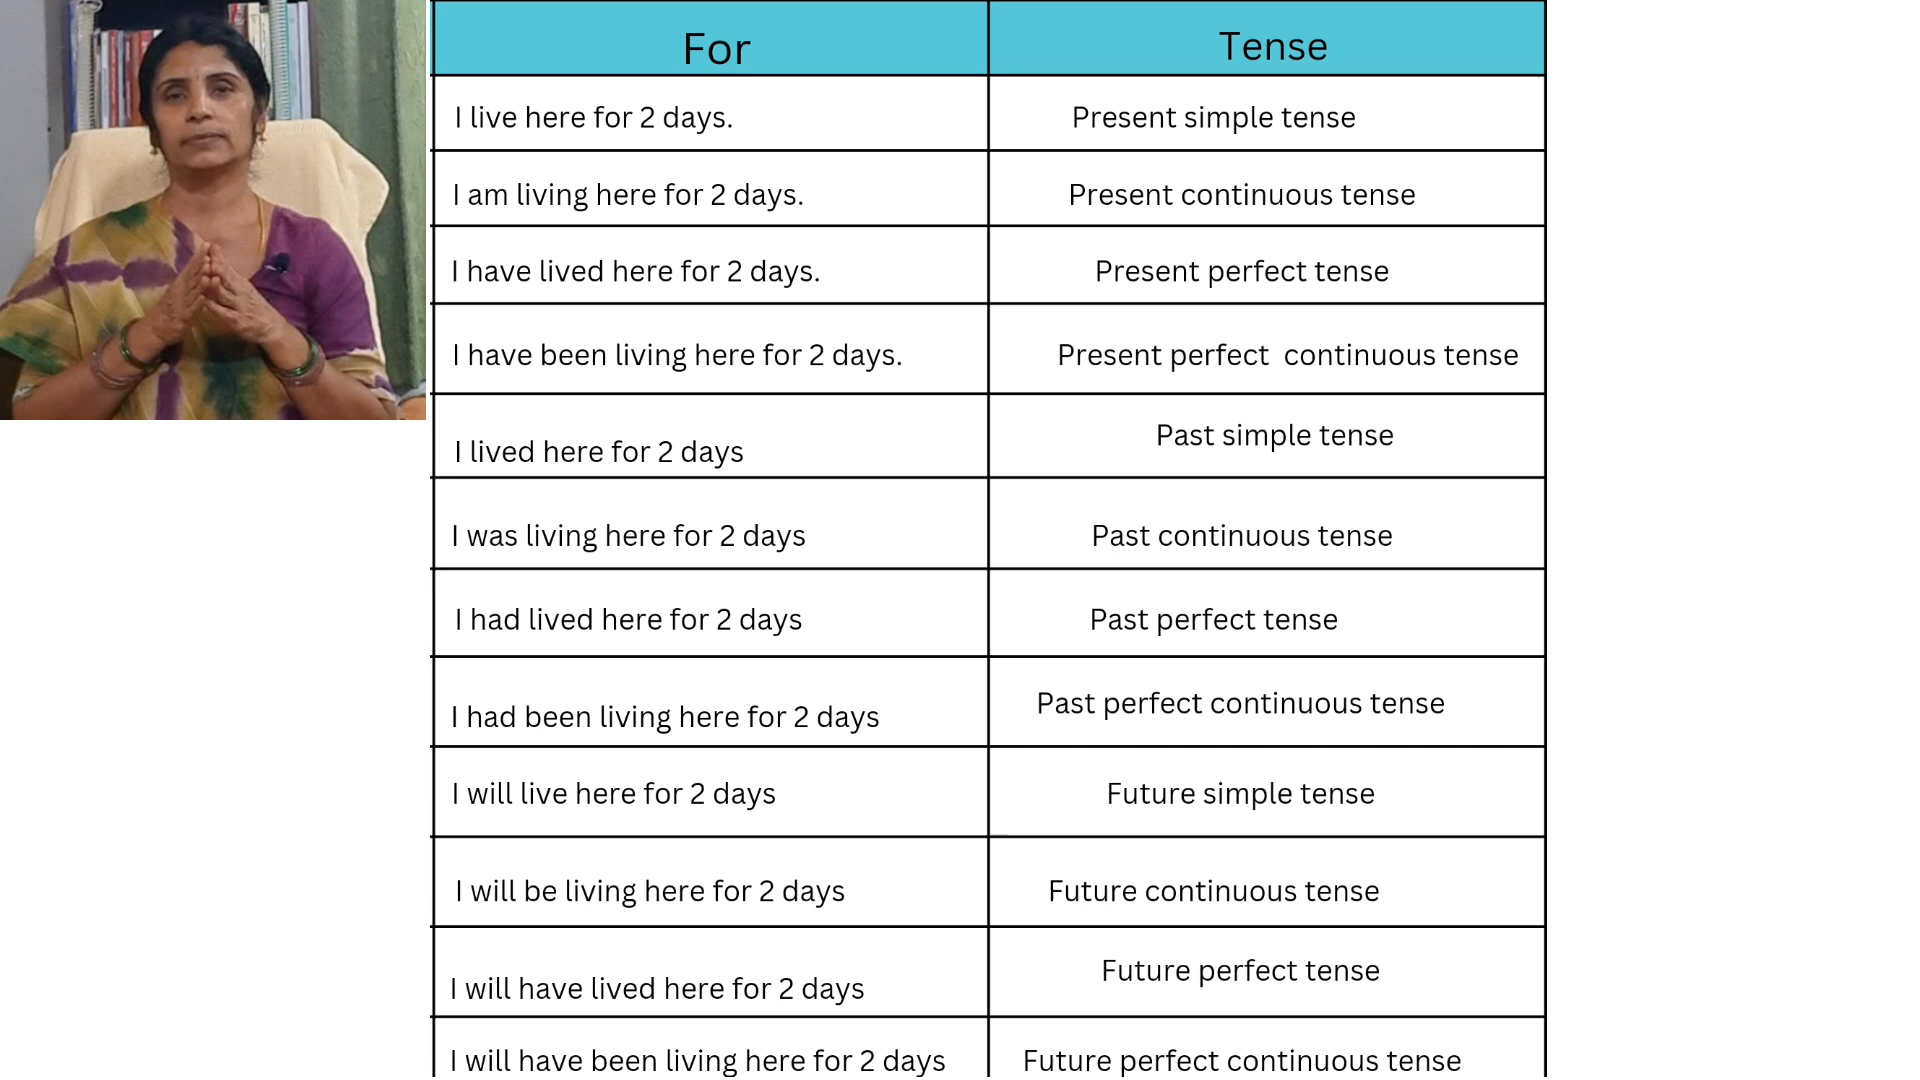 For Tense
I live here for 2 days. Present simple tense
I am living here for 2 days. Present continuous tense
I have lived here for 2 days. Present perfect tense
I have been living here for 2 days. Present perfect  continuous tense
I lived here for 2 days Past simple tense
I was living here for 2 days Past continuous tense
I had lived here for 2 days Past perfect tense
I had been living here for 2 days Past perfect continuous tense
I will live here for 2 days Future simple tense
I will be living here for 2 days Future continuous tense
I will have lived here for 2 days Future perfect tense
I will have been living here for 2 days Future perfect continuous tense